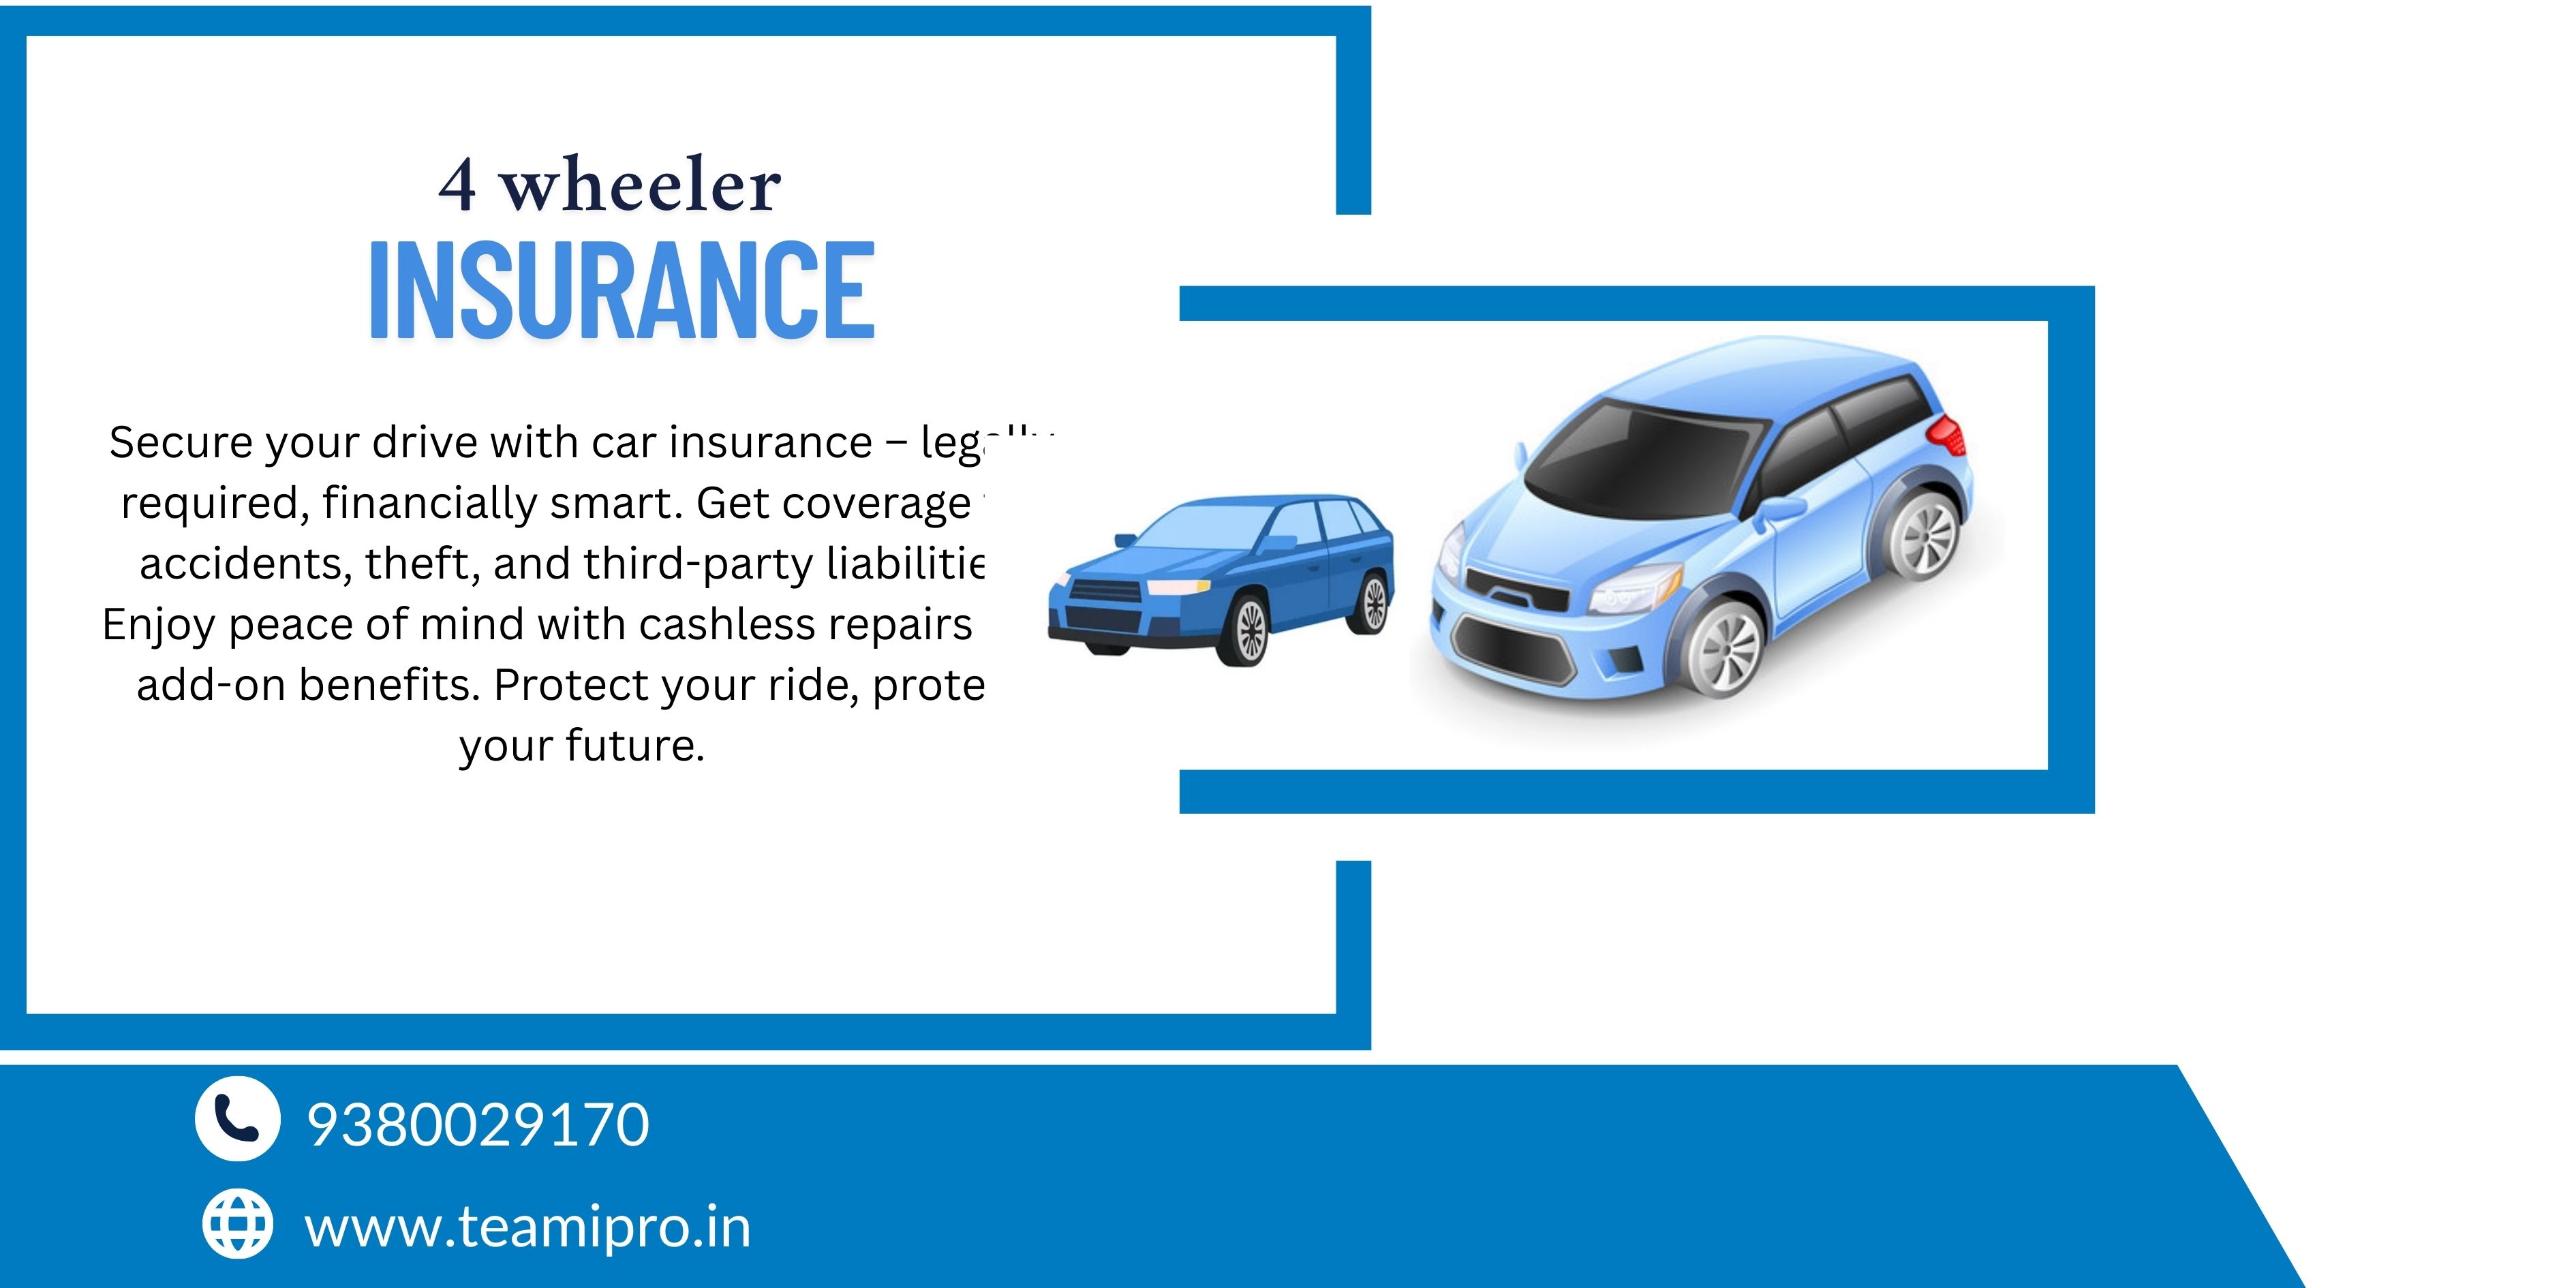 4 wheeler
INSURANCE
Secure your drive with car insurance – legally
required, financially smart. Get coverage
accidents, theft, and third-party liabilitie
Enjoy peace of mind with cashless repairs
add-on benefits. Protect your ride, prote
your future.
9380029170
www.teamipro.in